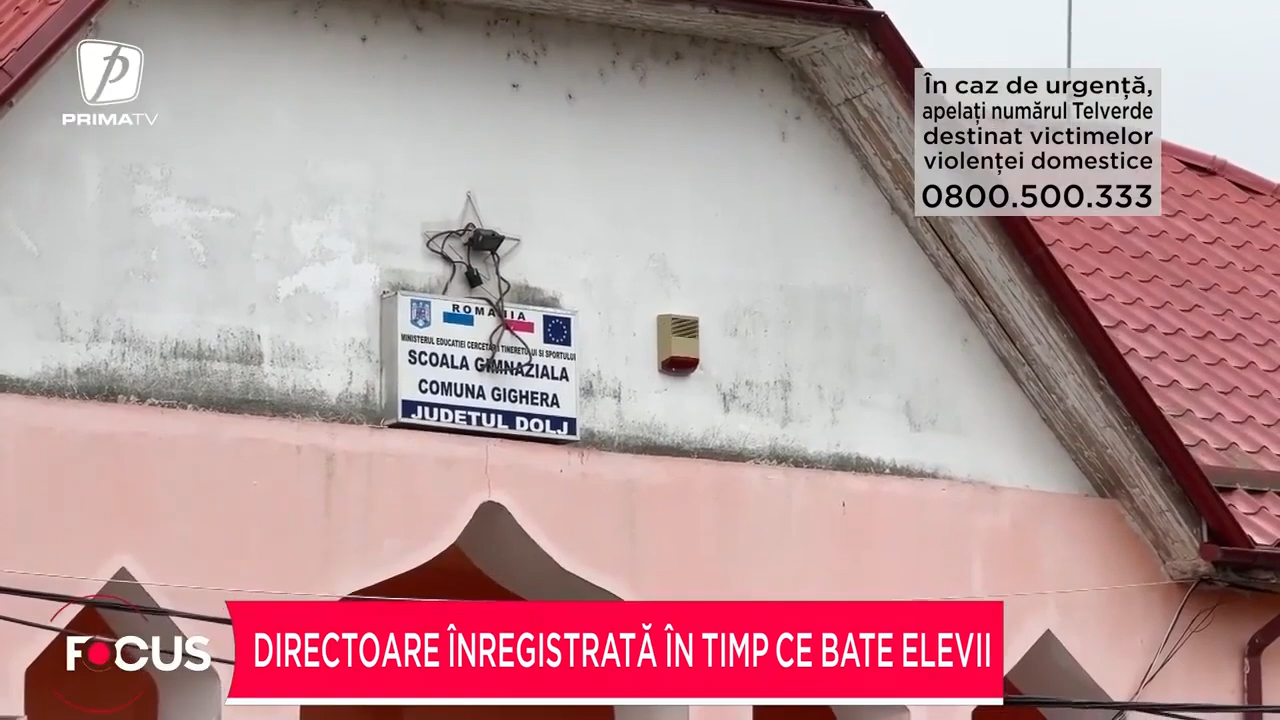 PRIMATV
În caz de urgență,
apelați numărul Telverde
destinat victimelor
violenței domestice
0800.500.333
ROMANIA
MINISTERUL EDUCATIEI CERCETARII TINERETULUI SI SPORTULUI
SCOALA GIMNAZIALA
COMUNA GIGHERA
JUDETUL DOLJ
FOCUS
DIRECTOARE ÎNREGISTRATĂ ÎN TIMP CE BATE ELEVII